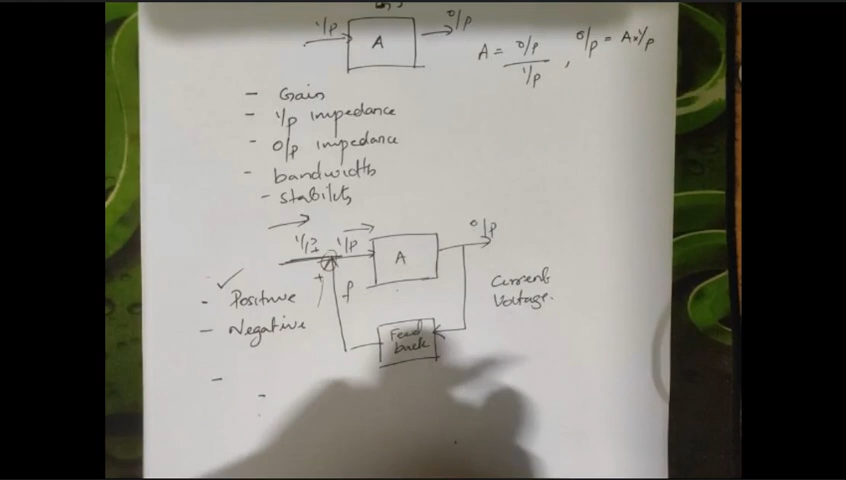 I/P A O/P
A = O/P / I/P , O/P = A × I/P
- Gain
- I/P impedance
- O/P impedance
- bandwidth
- stability
I/P I/P A O/P
+ f
Current
Voltage.
- Positive
- Negative
Feed
back